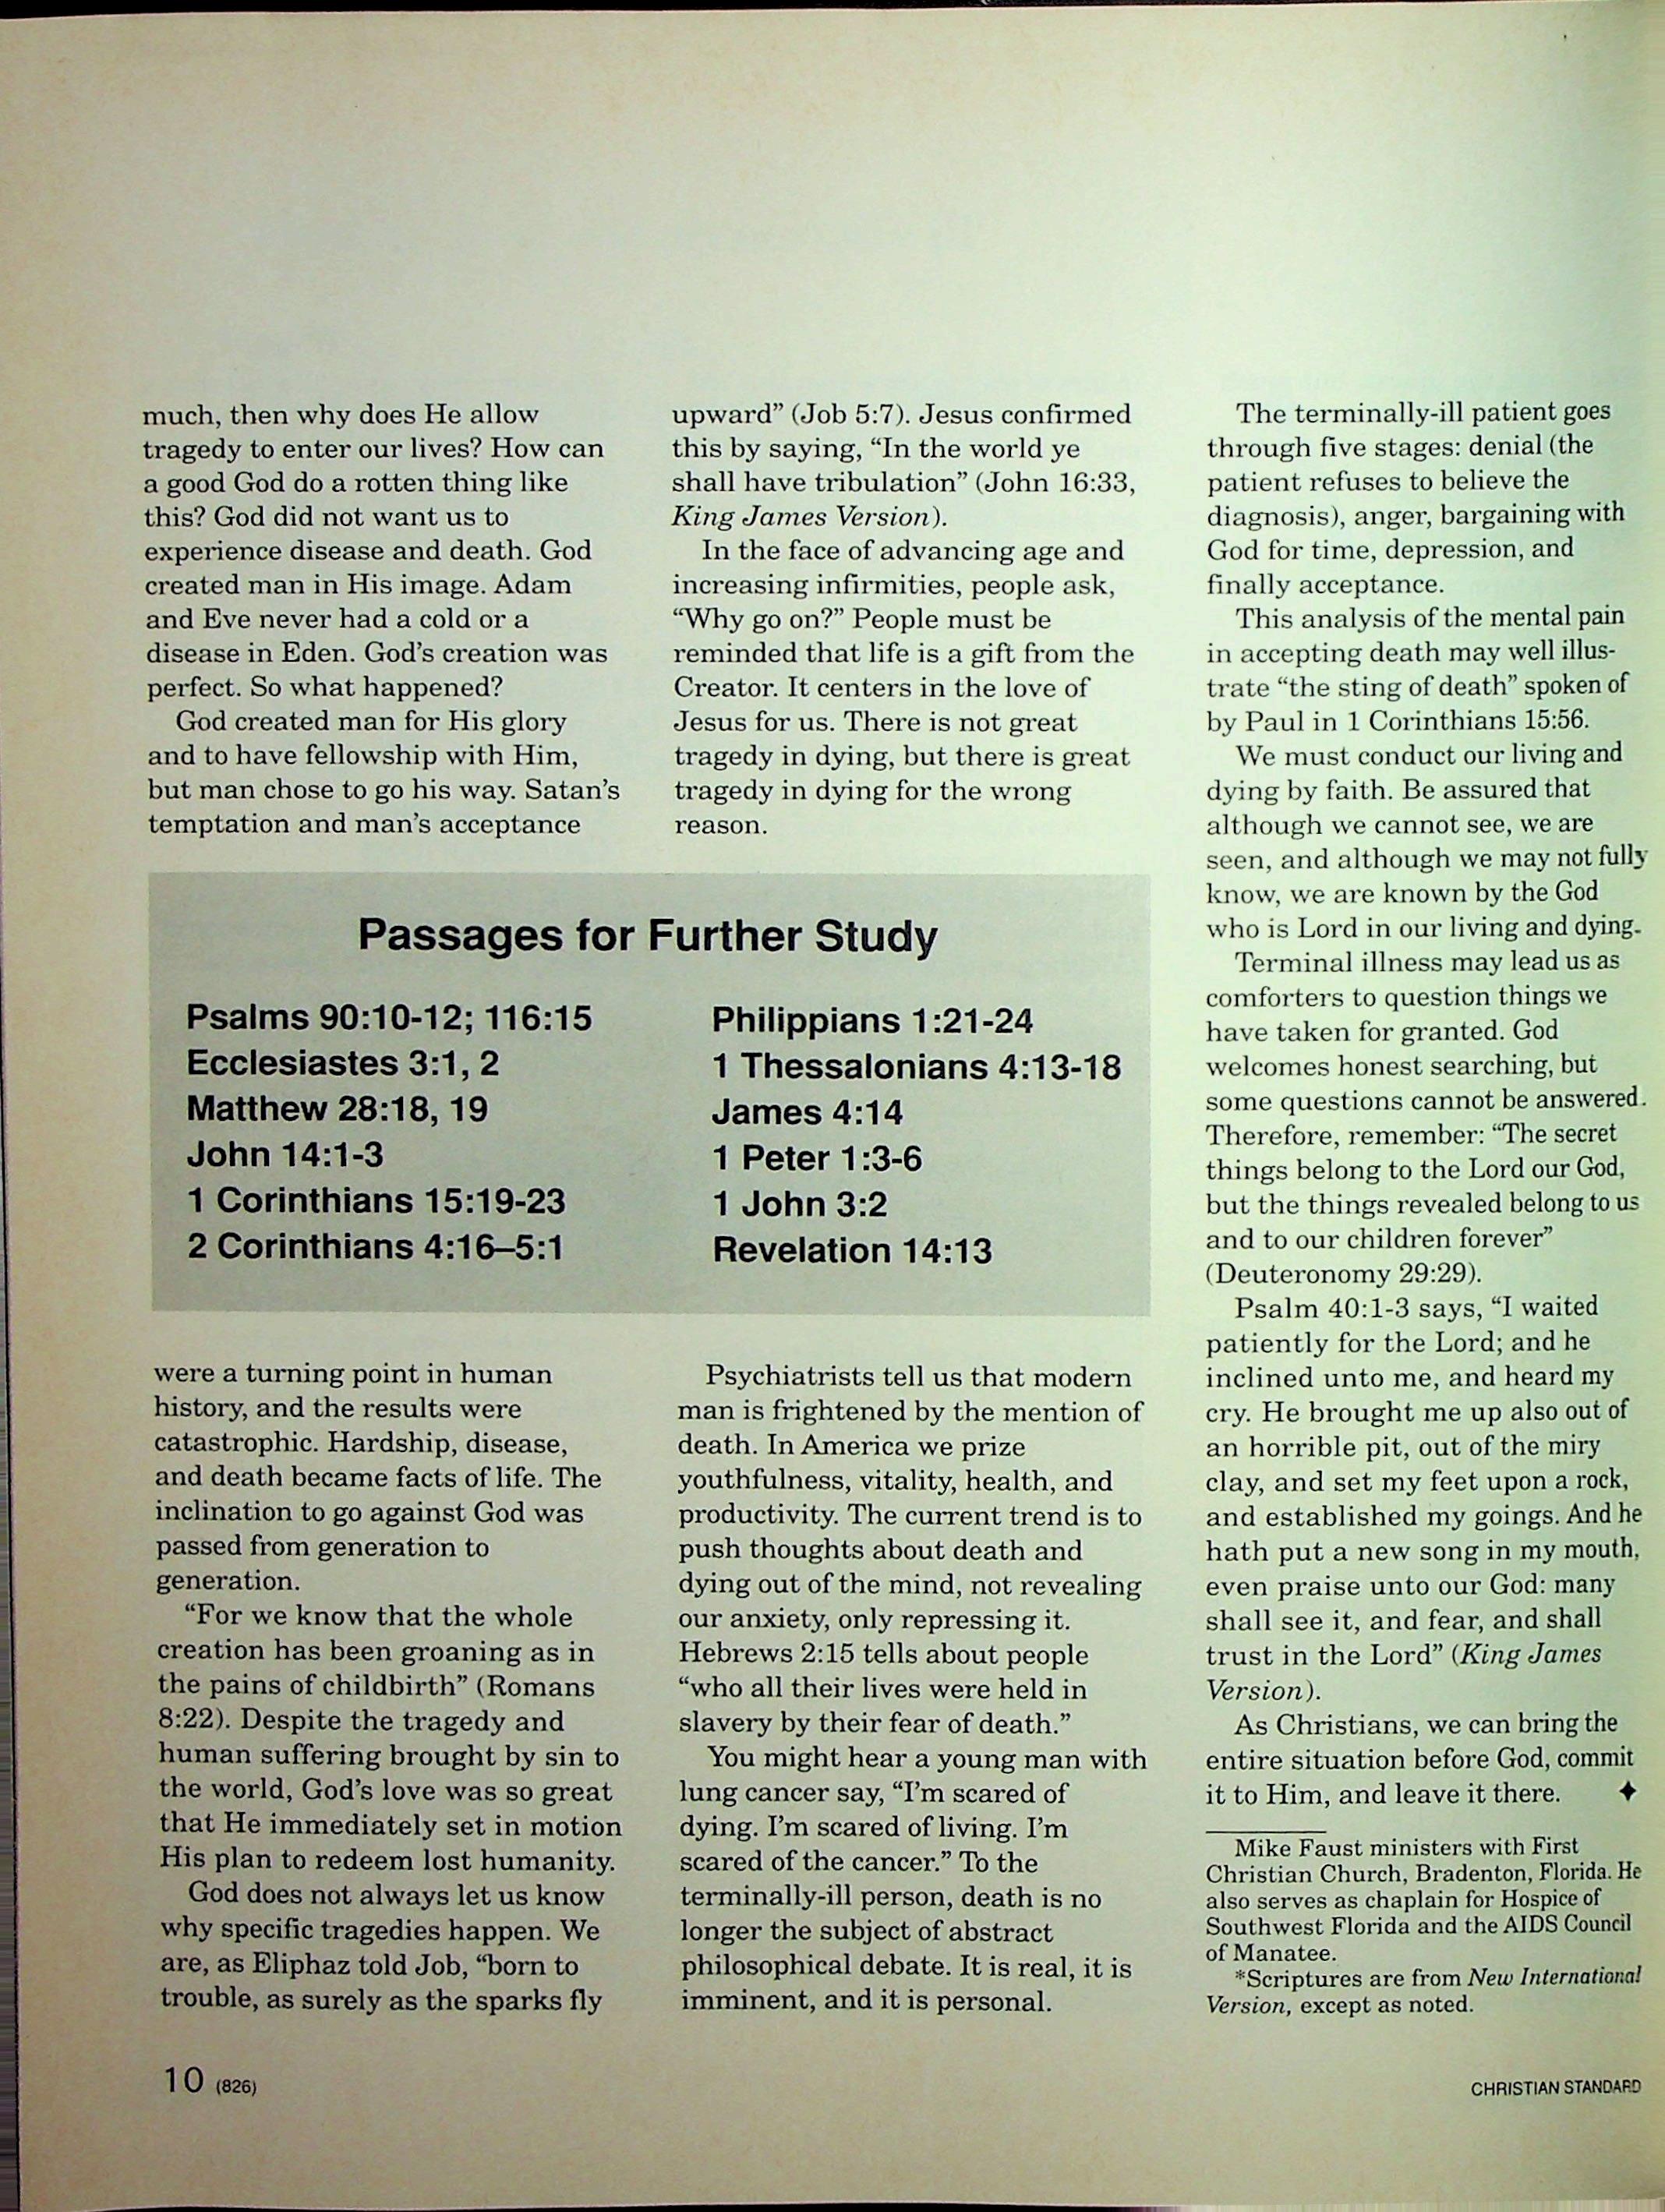 much, then why does He allow
tragedy to enter our lives? How can
a good God do a rotten thing like
this? God did not want us to
experience disease and death. God
created man in His image. Adam
and Eve never had a cold or a
disease in Eden. God's creation was
perfect. So what happened?
God created man for His glory
and to have fellowship with Him,
but man chose to go his way. Satan's
temptation and man's acceptance
were a turning point in human
history, and the results were
catastrophic. Hardship, disease,
and death became facts of life. The
inclination to go against God was
passed from generation to
generation.
“For we know that the whole
creation has been groaning as in
the pains of childbirth” (Romans
8:22). Despite the tragedy and
human suffering brought by sin to
the world, God's love was so great
that He immediately set in motion
His plan to redeem lost humanity.
God does not always let us know
why specific tragedies happen. We
are, as Eliphaz told Job, “born to
trouble, as surely as the sparks fly
upward” (Job 5:7). Jesus confirmed
this by saying, “In the world ye
shall have tribulation” (John 16:33,
King James Version).
In the face of advancing age and
increasing infirmities, people ask,
“Why go on?” People must be
reminded that life is a gift from the
Creator. It centers in the love of
Jesus for us. There is not great
tragedy in dying, but there is great
tragedy in dying for the wrong
reason.
Psychiatrists tell us that modern
man is frightened by the mention of
death. In America we prize
youthfulness, vitality, health, and
productivity. The current trend is to
push thoughts about death and
dying out of the mind, not revealing
our anxiety, only repressing it.
Hebrews 2:15 tells about people
“who all their lives were held in
slavery by their fear of death.”
You might hear a young man with
lung cancer say, “I'm scared of
dying. I'm scared of living. I'm
scared of the cancer.” To the
terminally-ill person, death is no
longer the subject of abstract
philosophical debate. It is real, it is
imminent, and it is personal.
The terminally-ill patient goes
through five stages: denial (the
patient refuses to believe the
diagnosis), anger, bargaining with
God for time, depression, and
finally acceptance.
This analysis of the mental pain
in accepting death may well illus-
trate “the sting of death” spoken of
by Paul in 1 Corinthians 15:56.
We must conduct our living and
dying by faith. Be assured that
although we cannot see, we are
seen, and although we may not fully
know, we are known by the God
who is Lord in our living and dying.
Terminal illness may lead us as
comforters to question things we
have taken for granted. God
welcomes honest searching, but
some questions cannot be answered.
Therefore, remember: “The secret
things belong to the Lord our God,
but the things revealed belong to us
and to our children forever”
(Deuteronomy 29:29).
Psalm 40:1-3 says, “I waited
patiently for the Lord; and he
inclined unto me, and heard my
cry. He brought me up also out of
an horrible pit, out of the miry
clay, and set my feet upon a rock,
and established my goings. And he
hath put a new song in my mouth,
even praise unto our God: many
shall see it, and fear, and shall
trust in the Lord” (King James
Version).
As Christians, we can bring the
entire situation before God, commit
it to Him, and leave it there. ✦
Mike Faust ministers with First
Christian Church, Bradenton, Florida. He
also serves as chaplain for Hospice of
Southwest Florida and the AIDS Council
of Manatee.
*Scriptures are from New International
Version, except as noted.
Passages for Further Study
Psalms 90:10-12; 116:15
Ecclesiastes 3:1, 2
Matthew 28:18, 19
John 14:1-3
1 Corinthians 15:19-23
2 Corinthians 4:16–5:1
Philippians 1:21-24
1 Thessalonians 4:13-18
James 4:14
1 Peter 1:3-6
1 John 3:2
Revelation 14:13
10 (826)
CHRISTIAN STANDARD